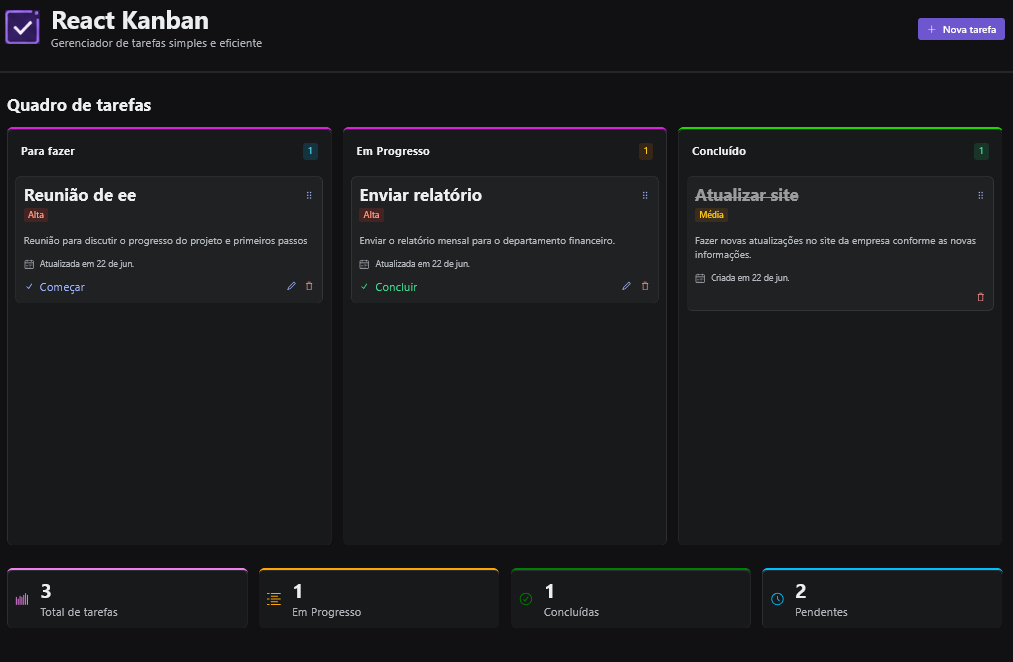 React Kanban
Gerenciador de tarefas simples e eficiente
Nova tarefa
Quadro de tarefas
Para fazer
1
Reunião de ee
Alta
Reunião para discutir o progresso do projeto e primeiros passos
Atualizada em 22 de jun.
Começar
Em Progresso
1
Enviar relatório
Alta
Enviar o relatório mensal para o departamento financeiro.
Atualizada em 22 de jun.
Concluir
Concluído
1
Atualizar site
Média
Fazer novas atualizações no site da empresa conforme as novas
informações.
Criada em 22 de jun.
3
Total de tarefas
1
Em Progresso
1
Concluídas
2
Pendentes